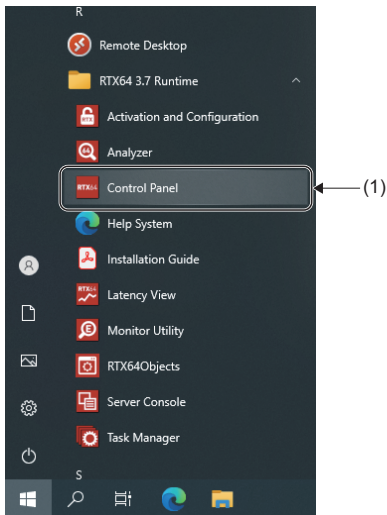 R
Remote Desktop
RTX64 3.7 Runtime
Activation and Configuration
Analyzer
Control Panel
(1)
Help System
Installation Guide
Latency View
Monitor Utility
RTX64Objects
Server Console
Task Manager
S